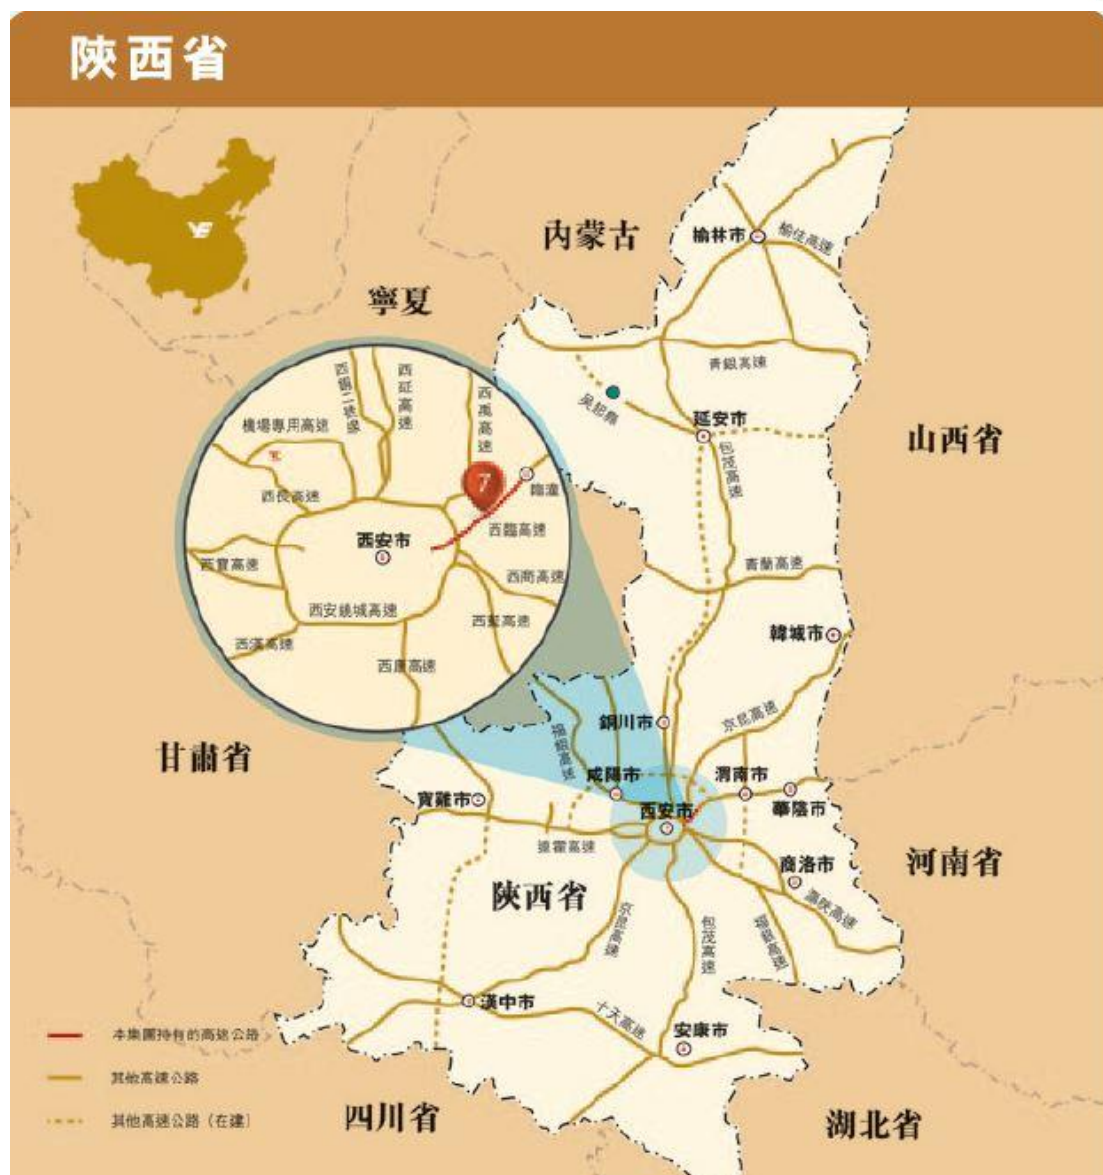 陝西省
內蒙古
榆林市
榆佳高速
寧夏
青銀高速
吳起縣
延安市
包茂高速
山西省
西銅二級路
西延高速
西禹高速
機場專用高速
7
臨潼
西長高速
西臨高速
西安市
西寶高速
西商高速
西安繞城高速
西藍高速
西漢高速
西康高速
青蘭高速
韓城市
銅川市
京昆高速
福銀高速
甘肅省
咸陽市
渭南市
寶雞市
西安市
華陰市
連霍高速
商洛市
河南省
陝西省
滬陝高速
京昆高速
包茂高速
福銀高速
漢中市
十天高速
安康市
本集團持有的高速公路
其他高速公路
其他高速公路（在建）
四川省
湖北省